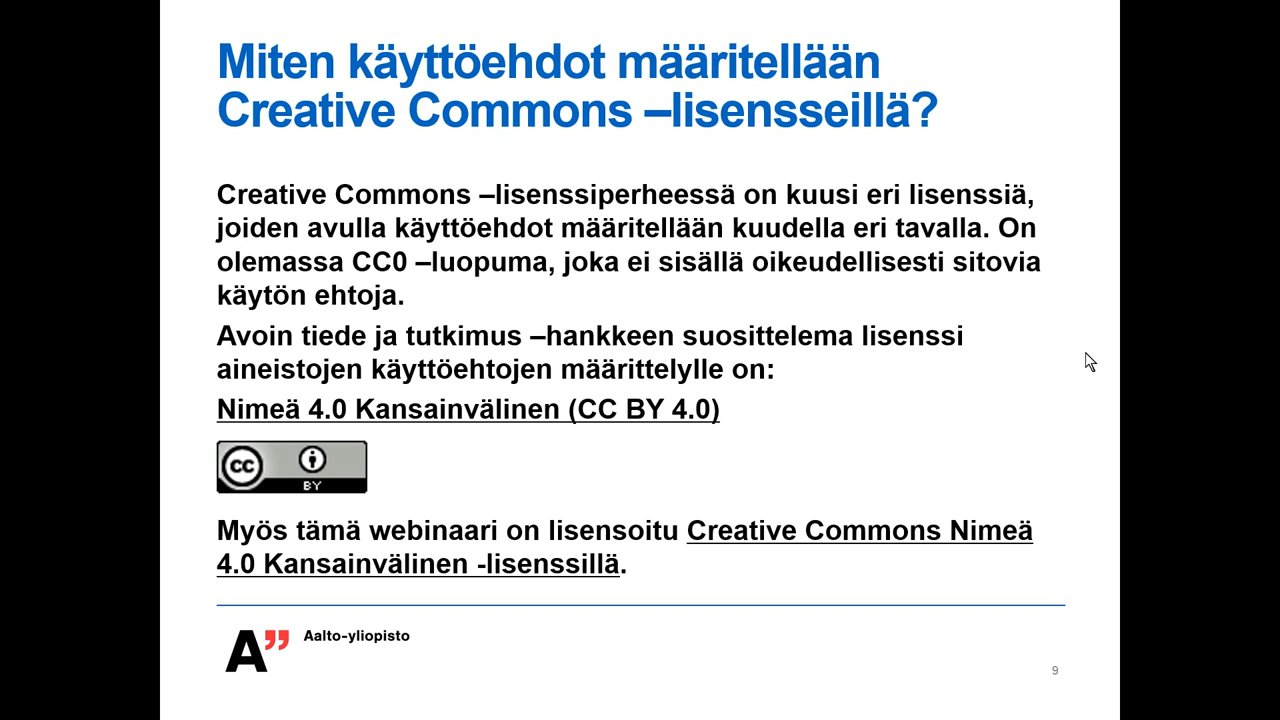 Miten käyttöehdot määritellään
Creative Commons –lisensseillä?
Creative Commons –lisenssiperheessä on kuusi eri lisenssiä,
joiden avulla käyttöehdot määritellään kuudella eri tavalla. On
olemassa CC0 –luopuma, joka ei sisällä oikeudellisesti sitovia
käytön ehtoja.
Avoin tiede ja tutkimus –hankkeen suosittelema lisenssi
aineistojen käyttöehtojen määrittelylle on:
Nimeä 4.0 Kansainvälinen (CC BY 4.0)
cc
BY
Myös tämä webinaari on lisensoitu Creative Commons Nimeä
4.0 Kansainvälinen -lisenssillä.
A”
Aalto-yliopisto
9